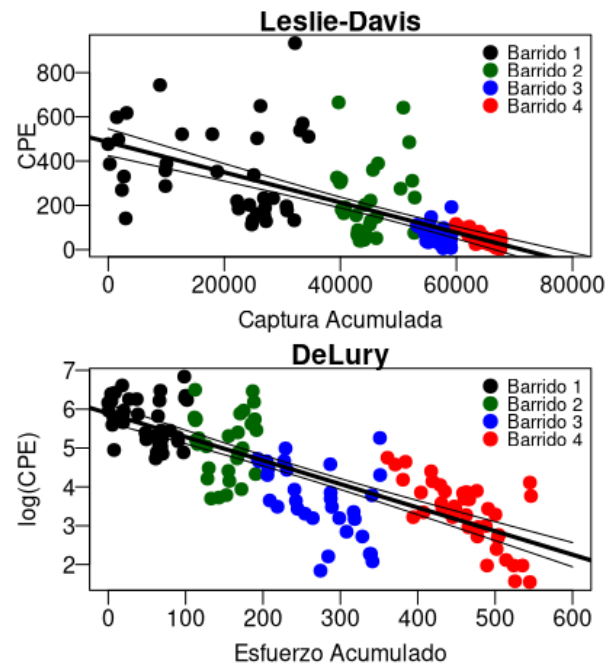 Leslie-Davis
CPE
800
600
C400
200
0
Barrido 1
Barrido 2
Barrido 3
Barrido 4
0 20000 40000 60000 80000
Captura Acumulada
DeLury
log(CPE)
7
6
5
4
3
2
Barrido 1
Barrido 2
Barrido 3
Barrido 4
0 100 200 300 400 500 600
Esfuerzo Acumulado